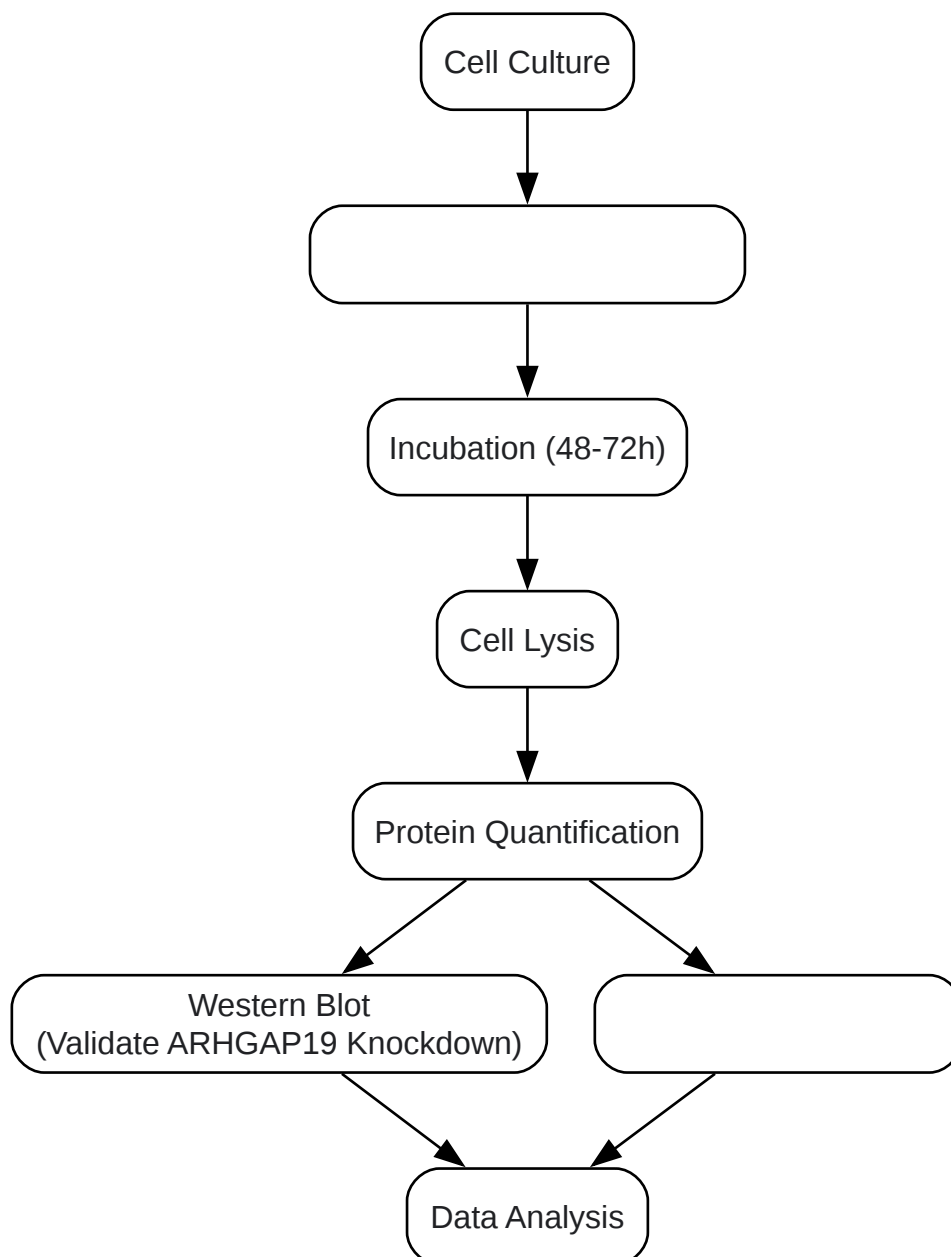 Cell Culture
Incubation (48-72h)
Cell Lysis
Protein Quantification
Western Blot
(Validate ARHGAP19 Knockdown)
Data Analysis